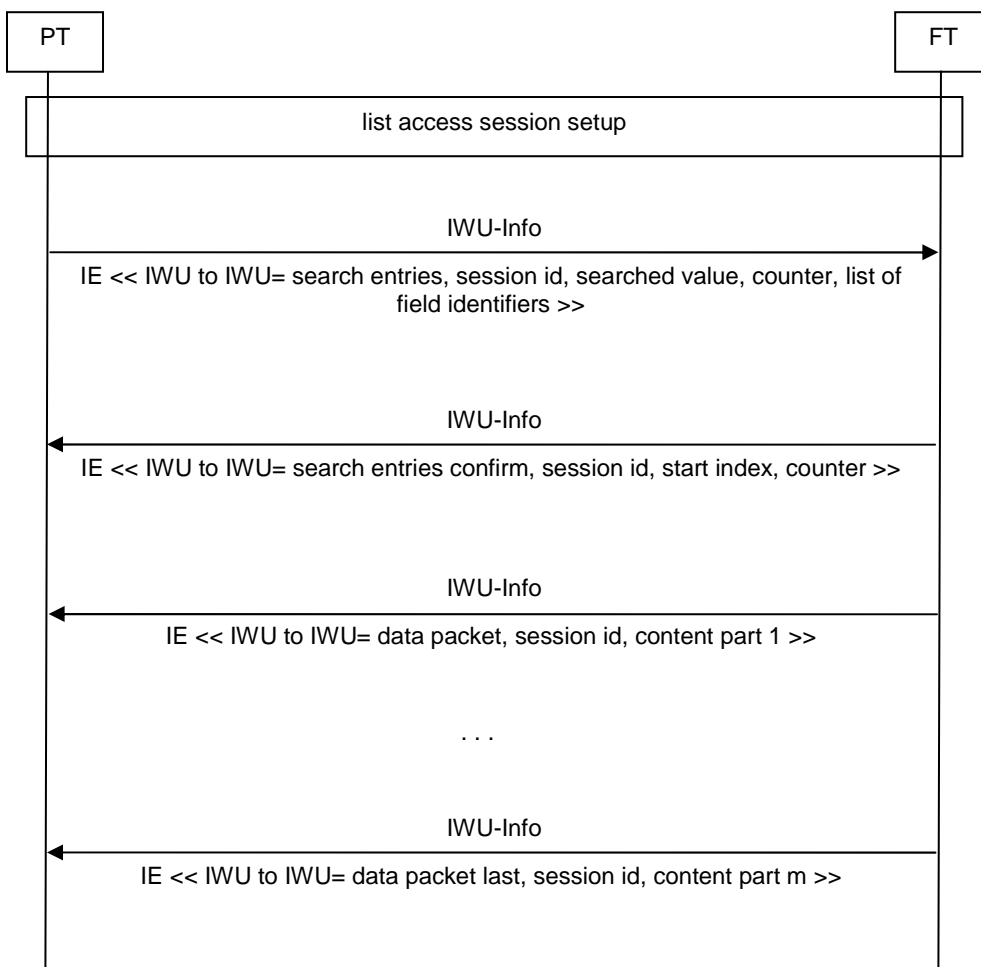 PT
FT
list access session setup
IWU-Info
IE << IWU to IWU= search entries, session id, searched value, counter, list of
field identifiers >>
IWU-Info
IE << IWU to IWU= search entries confirm, session id, start index, counter >>
IWU-Info
IE << IWU to IWU= data packet, session id, content part 1 >>
. . .
IWU-Info
IE << IWU to IWU= data packet last, session id, content part m >>